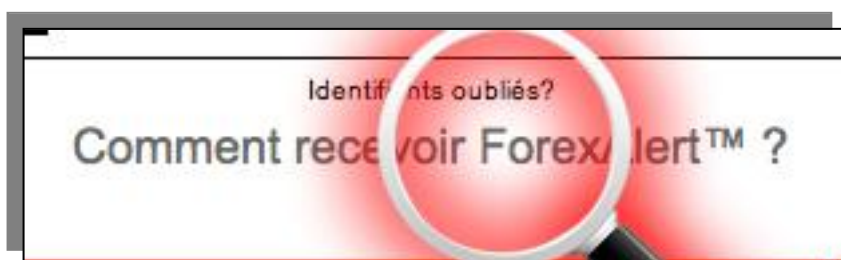 Identifiants oubliés?
Comment recevoir ForexAlert™ ?